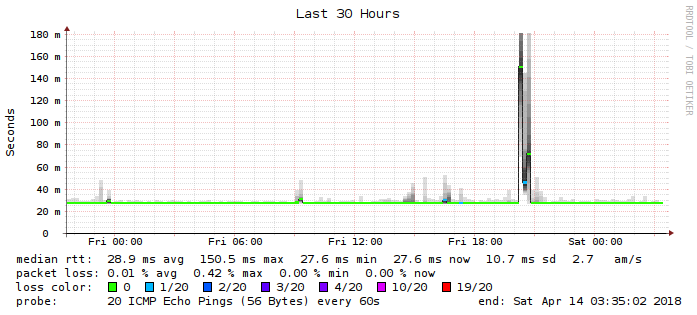 Last 30 Hours
RRDTOOL / TOBI OETIKER
Seconds
180 m
160 m
140 m
120 m
100 m
80 m
60 m
40 m
20 m
0
Fri 00:00 Fri 06:00 Fri 12:00 Fri 18:00 Sat 00:00
median rtt: 28.9 ms avg 150.5 ms max 27.6 ms min 27.6 ms now 10.7 ms sd 2.7 am/s
packet loss: 0.01 % avg 0.42 % max 0.00 % min 0.00 % now
loss color: 0 1/20 2/20 3/20 4/20 10/20 19/20
probe: 20 ICMP Echo Pings (56 Bytes) every 60s end: Sat Apr 14 03:35:02 2018